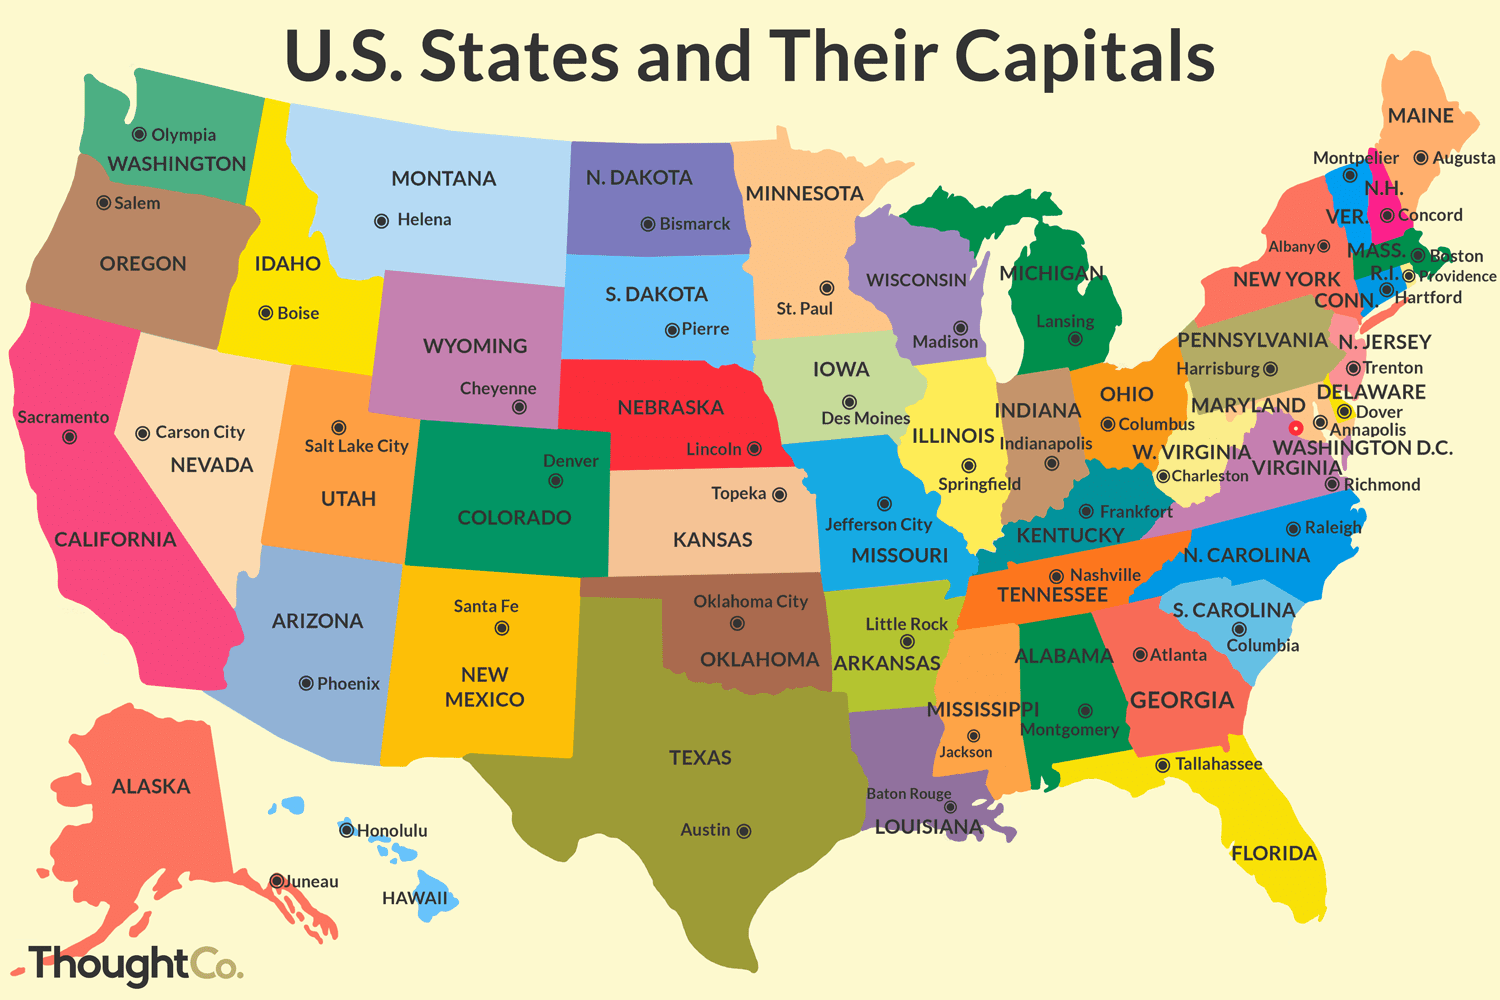 U.S. States and Their Capitals
Olympia
WASHINGTON
Salem
OREGON
IDAHO
Boise
MONTANA
Helena
N. DAKOTA
Bismarck
MINNESOTA
St. Paul
S. DAKOTA
Pierre
WYOMING
Cheyenne
WISCONSIN
Madison
MICHIGAN
Lansing
MAINE
Augusta
Montpelier
N.H.
VER.
Concord
Albany
MASS.
Boston
NEW YORK
R.I.
Providence
CONN.
Hartford
PENNSYLVANIA
Harrisburg
N. JERSEY
Trenton
DELAWARE
Dover
MARYLAND
Annapolis
WASHINGTON D.C.
Sacramento
CALIFORNIA
Carson City
NEVADA
Salt Lake City
UTAH
Denver
COLORADO
NEBRASKA
Lincoln
Topeka
KANSAS
IOWA
Des Moines
ILLINOIS
Springfield
INDIANA
Indianapolis
OHIO
Columbus
W. VIRGINIA
Charleston
VIRGINIA
Richmond
Jefferson City
MISSOURI
Frankfort
KENTUCKY
Raleigh
N. CAROLINA
Nashville
TENNESSEE
S. CAROLINA
Columbia
ARIZONA
Phoenix
Santa Fe
NEW
MEXICO
Oklahoma City
OKLAHOMA
Little Rock
ARKANSAS
TEXAS
Austin
MISSISSIPPI
Jackson
ALABAMA
Montgomery
Atlanta
GEORGIA
Baton Rouge
LOUISIANA
Tallahassee
FLORIDA
ALASKA
Juneau
Honolulu
HAWAII
ThoughtCo.